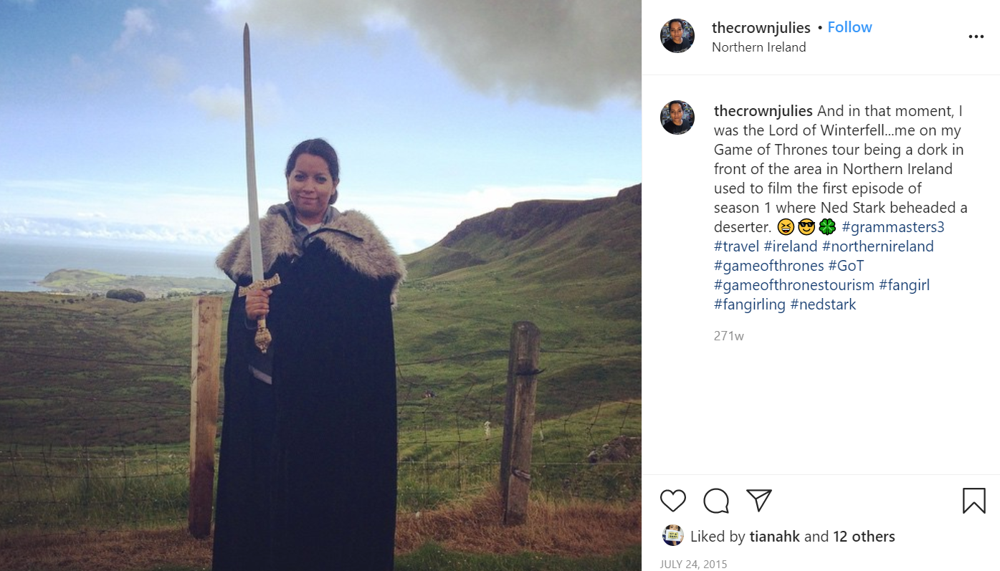 thecrownjulies • Follow
Northern Ireland
thecrownjulies And in that moment, I
was the Lord of Winterfell...me on my
Game of Thrones tour being a dork in
front of the area in Northern Ireland
used to film the first episode of
season 1 where Ned Stark beheaded a
deserter. 😆😎🍀 #grammasters3
#travel #ireland #northernireland
#gameofthrones #GoT
#gameofthronestourism #fangirl
#fangirling #nedstark
271w
Liked by tianahk and 12 others
JULY 24, 2015